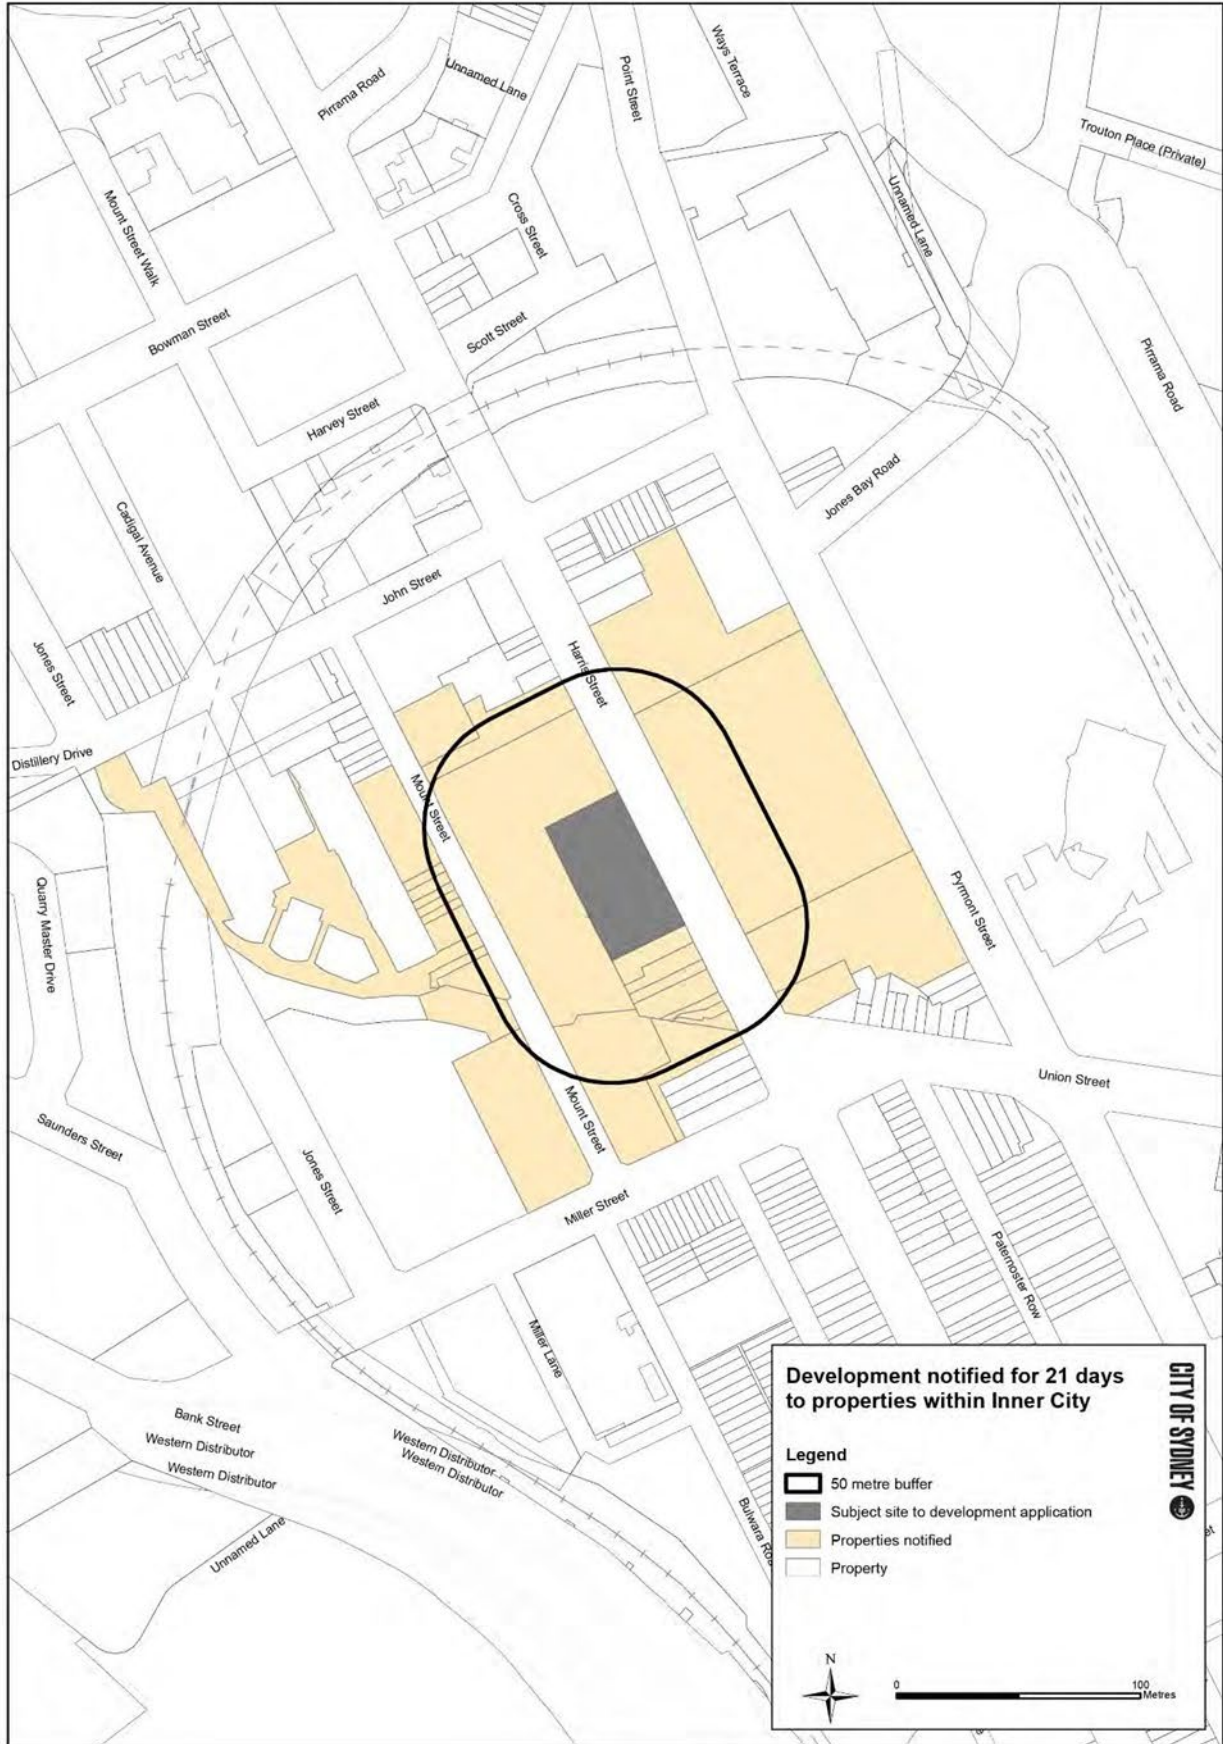 Ways Terrace
Point Street
Unnamed Lane
Pirrama Road
Trouton Place (Private)
Unnamed Lane
Mount Street Walk
Cross Street
Bowman Street
Scott Street
Pirrama Road
Harvey Street
Jones Bay Road
Cadigal Avenue
John Street
Jones Street
Harris Street
Distillery Drive
Mount Street
Quarry Master Drive
Pyrmont Street
Union Street
Mount Street
Saunders Street
Jones Street
Miller Street
Paternoster Row
Miller Lane
Bank Street
Western Distributor
Western Distributor
Western Distributor
Western Distributor
Unnamed Lane
Development notified for 21 days
to properties within Inner City
CITY OF SYDNEY
Legend
50 metre buffer
Subject site to development application
Properties notified
Property
Bulwara Ro
et
N
0
100
Metres